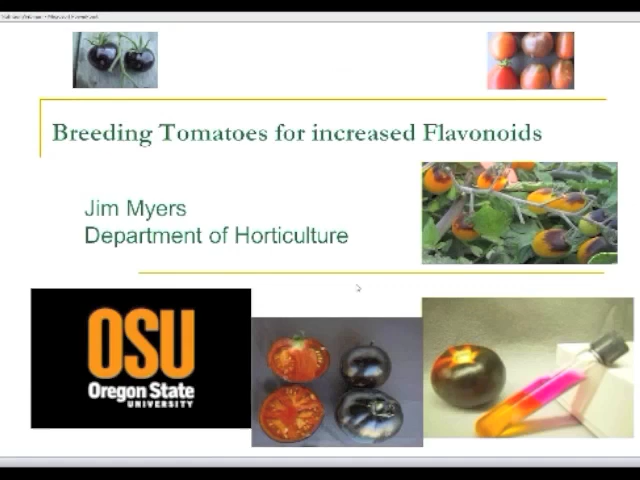 Breeding Tomatoes for increased Flavonoids
Jim Myers
Department of Horticulture
OSU
Oregon State
UNIVERSITY